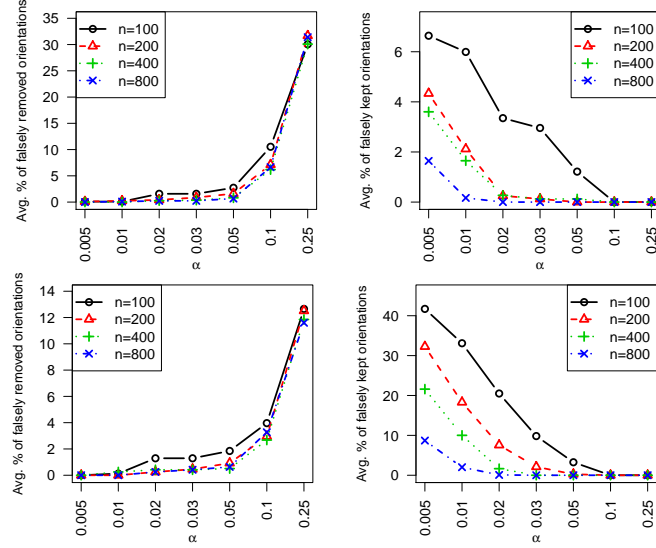 Avg. % of falsely removed orientations
35
30
25
20
15
10
5
0
n=100
n=200
n=400
n=800
0.005
0.01
0.02
0.03
0.05
0.1
0.25
α
Avg. % of falsely kept orientations
6
4
2
0
n=100
n=200
n=400
n=800
0.005
0.01
0.02
0.03
0.05
0.1
0.25
α
Avg. % of falsely removed orientations
14
12
10
8
6
4
2
0
n=100
n=200
n=400
n=800
0.005
0.01
0.02
0.03
0.05
0.1
0.25
α
Avg. % of falsely kept orientations
40
30
20
10
0
n=100
n=200
n=400
n=800
0.005
0.01
0.02
0.03
0.05
0.1
0.25
α